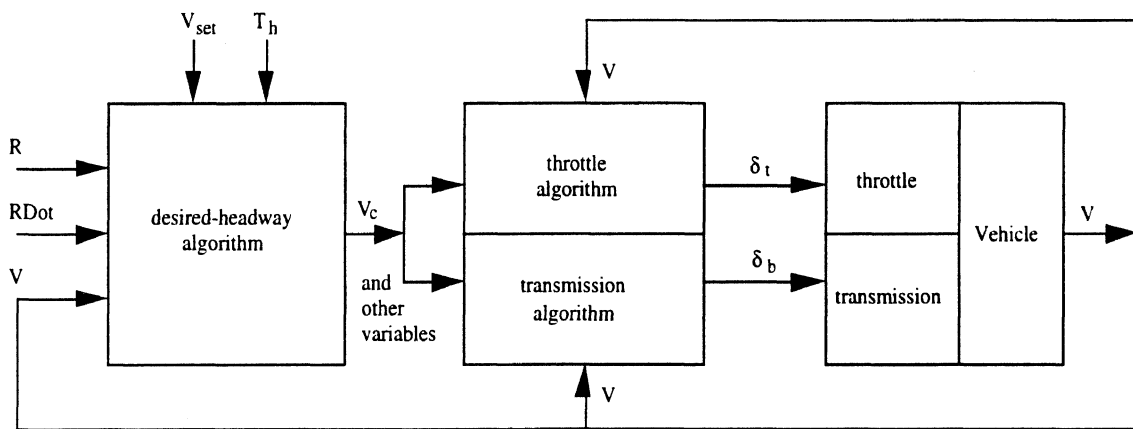 V_set
T_h
V
R
RDot
V
desired-headway
algorithm
V_c
and
other
variables
throttle
algorithm
transmission
algorithm
δ_t
δ_b
throttle
transmission
Vehicle
V
V